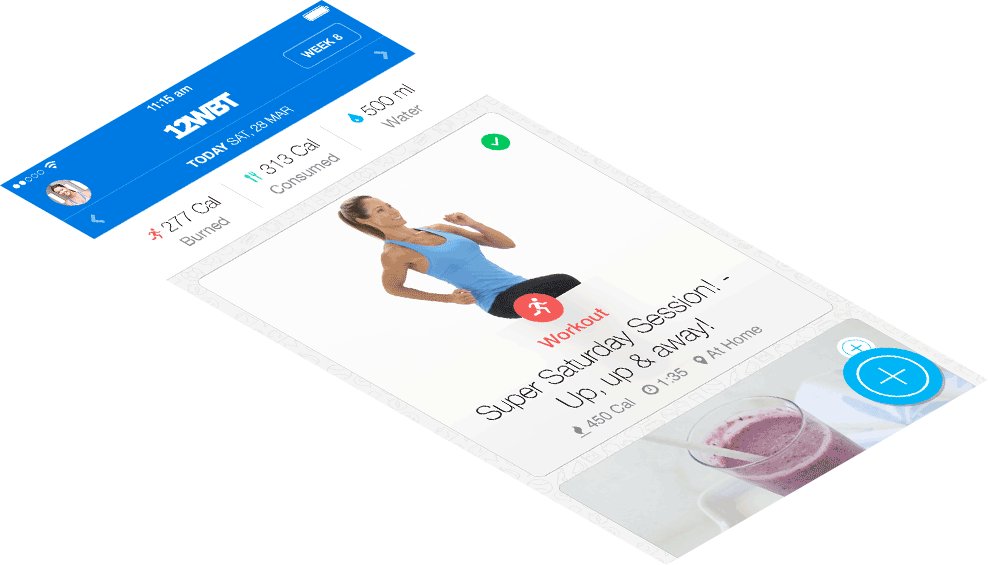 11:15 am
12WBT
WEEK 8
TODAY SAT, 28 MAR
277 Cal
Burned
313 Cal
Consumed
500 ml
Water
Workout
Super Saturday Session! -
Up, up & away!
450 Cal
1:35
At Home